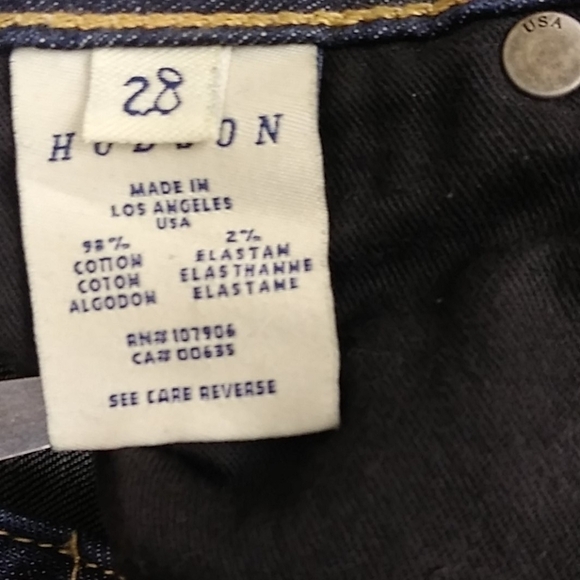 USA
28
HUDSON
MADE IN
LOS ANGELES
USA
98% 2%
COTTON ELASTAN
COTON ELASTHANNE
ALGODON ELASTANE
RN# 107906
CA# 00635
SEE CARE REVERSE